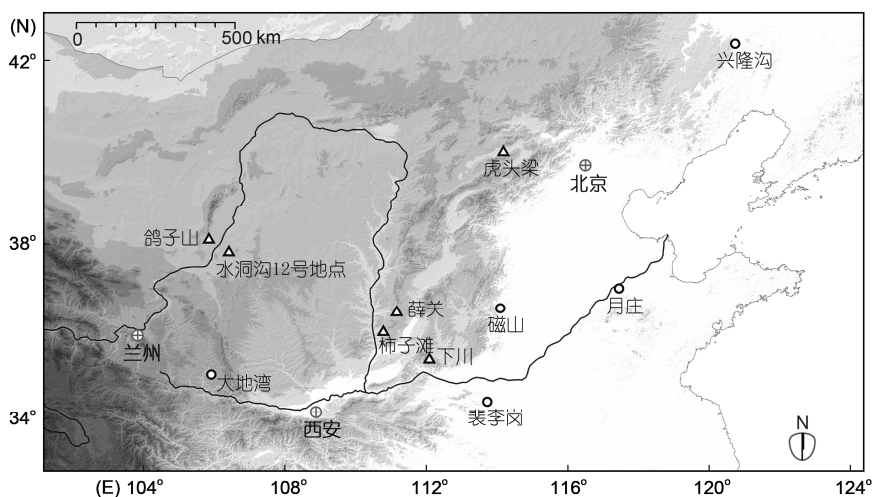 (N)
0 500 km
42°
兴隆沟
虎头梁
北京
鸽子山
38°
水洞沟12号地点
月庄
薛关
磁山
柿子滩
兰州
下川
大地湾
34°
裴李岗
西安
N
(E) 104° 108° 112° 116° 120° 124°